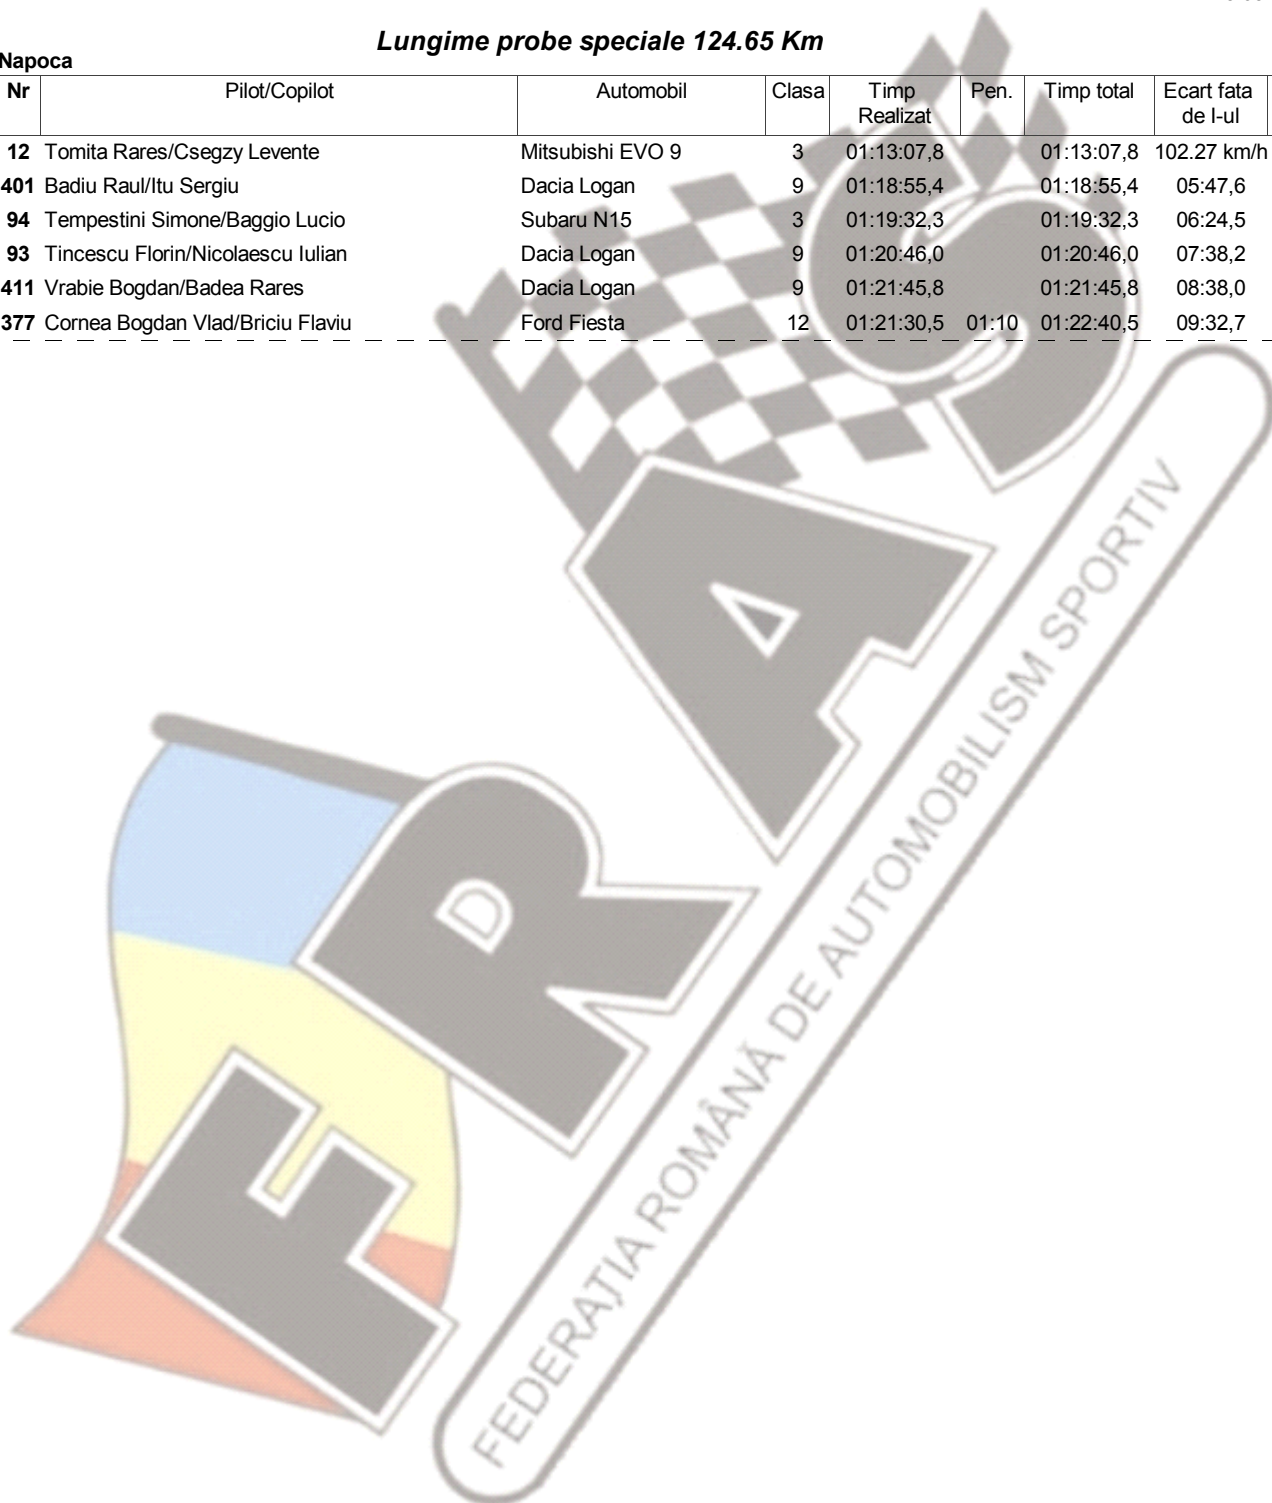 Lungime probe speciale 124.65 Km
Napoca
Nr Pilot/Copilot Automobil Clasa Timp Realizat Pen. Timp total Ecart fata de I-ul
12 Tomita Rares/Csegzy Levente Mitsubishi EVO 9 3 01:13:07,8 01:13:07,8 102.27 km/h
401 Badiu Raul/Itu Sergiu Dacia Logan 9 01:18:55,4 01:18:55,4 05:47,6
94 Tempestini Simone/Baggio Lucio Subaru N15 3 01:19:32,3 01:19:32,3 06:24,5
93 Tincescu Florin/Nicolaescu Iulian Dacia Logan 9 01:20:46,0 01:20:46,0 07:38,2
411 Vrabie Bogdan/Badea Rares Dacia Logan 9 01:21:45,8 01:21:45,8 08:38,0
377 Cornea Bogdan Vlad/Briciu Flaviu Ford Fiesta 12 01:21:30,5 01:10 01:22:40,5 09:32,7
FRAS
FEDERAȚIA ROMÂNĂ DE AUTOMOBILISM SPORTIV